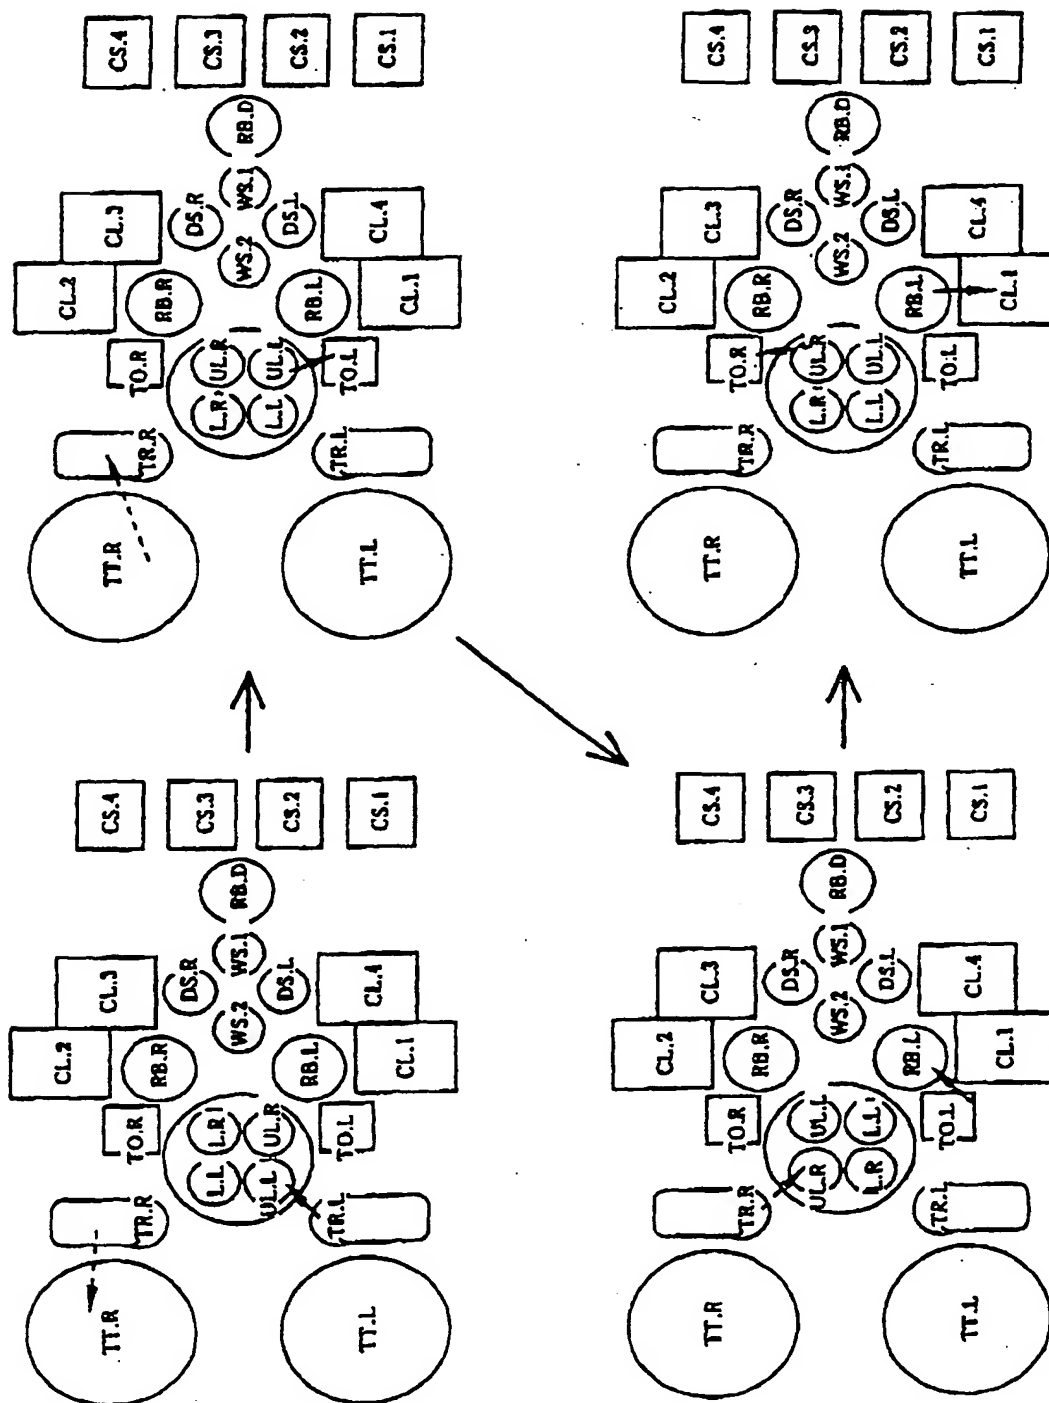 TT.R
TR.R
TO.R
CL.2
CL.3
CS.4
RB.R
DS.R
CS.3
L.L
L.R
WS.2
WS.1
RB.D
UL.L
UL.R
DS.L
CS.2
RB.L
TR.L
TO.L
CL.1
CL.4
CS.1
TT.L
TT.R
TR.R
TO.R
CL.2
CL.3
CS.4
RB.R
DS.R
CS.3
L.R
UL.R
WS.2
WS.1
RB.D
L.L
UL.L
DS.L
CS.2
RB.L
TR.L
TO.L
CL.1
CL.4
CS.1
TT.L
TT.R
TR.R
TO.R
CL.2
CL.3
CS.4
RB.R
DS.R
CS.3
UL.R
UL.L
WS.2
WS.1
RB.D
L.R
L.L
DS.L
CS.2
RB.L
TR.L
TO.L
CL.1
CL.4
CS.1
TT.L
TT.R
TR.R
TO.R
CL.2
CL.3
CS.4
RB.R
DS.R
CS.3
L.R
UL.R
WS.2
WS.1
RB.D
L.L
UL.L
DS.L
CS.2
RB.L
TR.L
TO.L
CL.1
CL.4
CS.1
TT.L